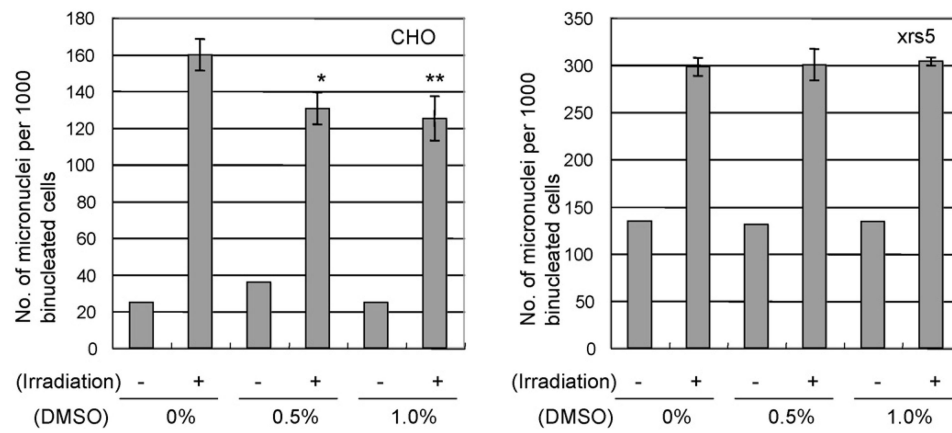 No. of micronuclei per 1000
binucleated cells
180
160
140
120
100
80
60
40
20
0
CHO
*
**
(Irradiation) - + - + - +
(DMSO) 0% 0.5% 1.0%
No. of micronuclei per 1000
binucleated cells
350
300
250
200
150
100
50
0
xrs5
(Irradiation) - + - + - +
(DMSO) 0% 0.5% 1.0%